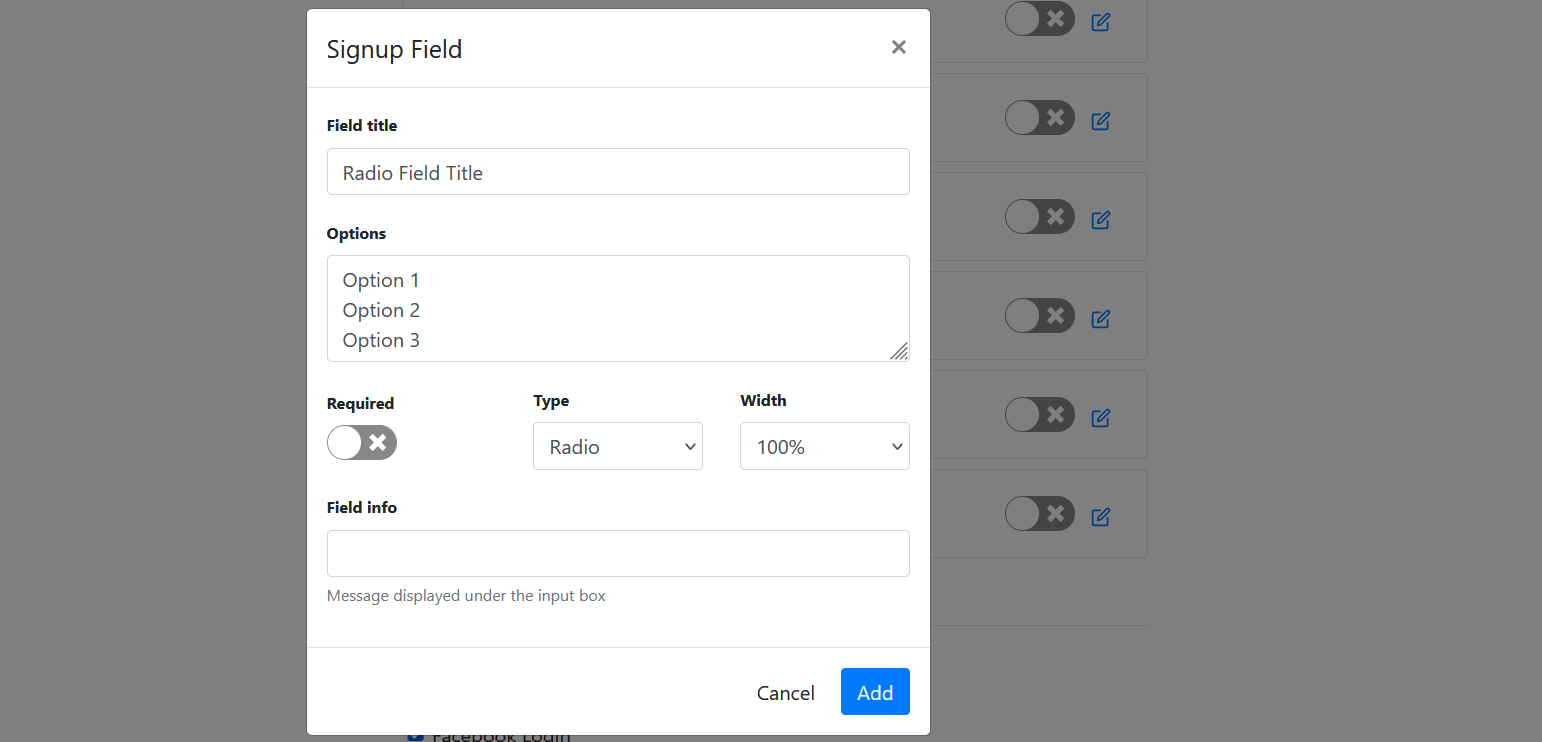 Signup Field
Field title
Radio Field Title
Options
Option 1
Option 2
Option 3
Required
Type
Width
Radio
100%
Field info
Message displayed under the input box
Cancel
Add
Facebook Login